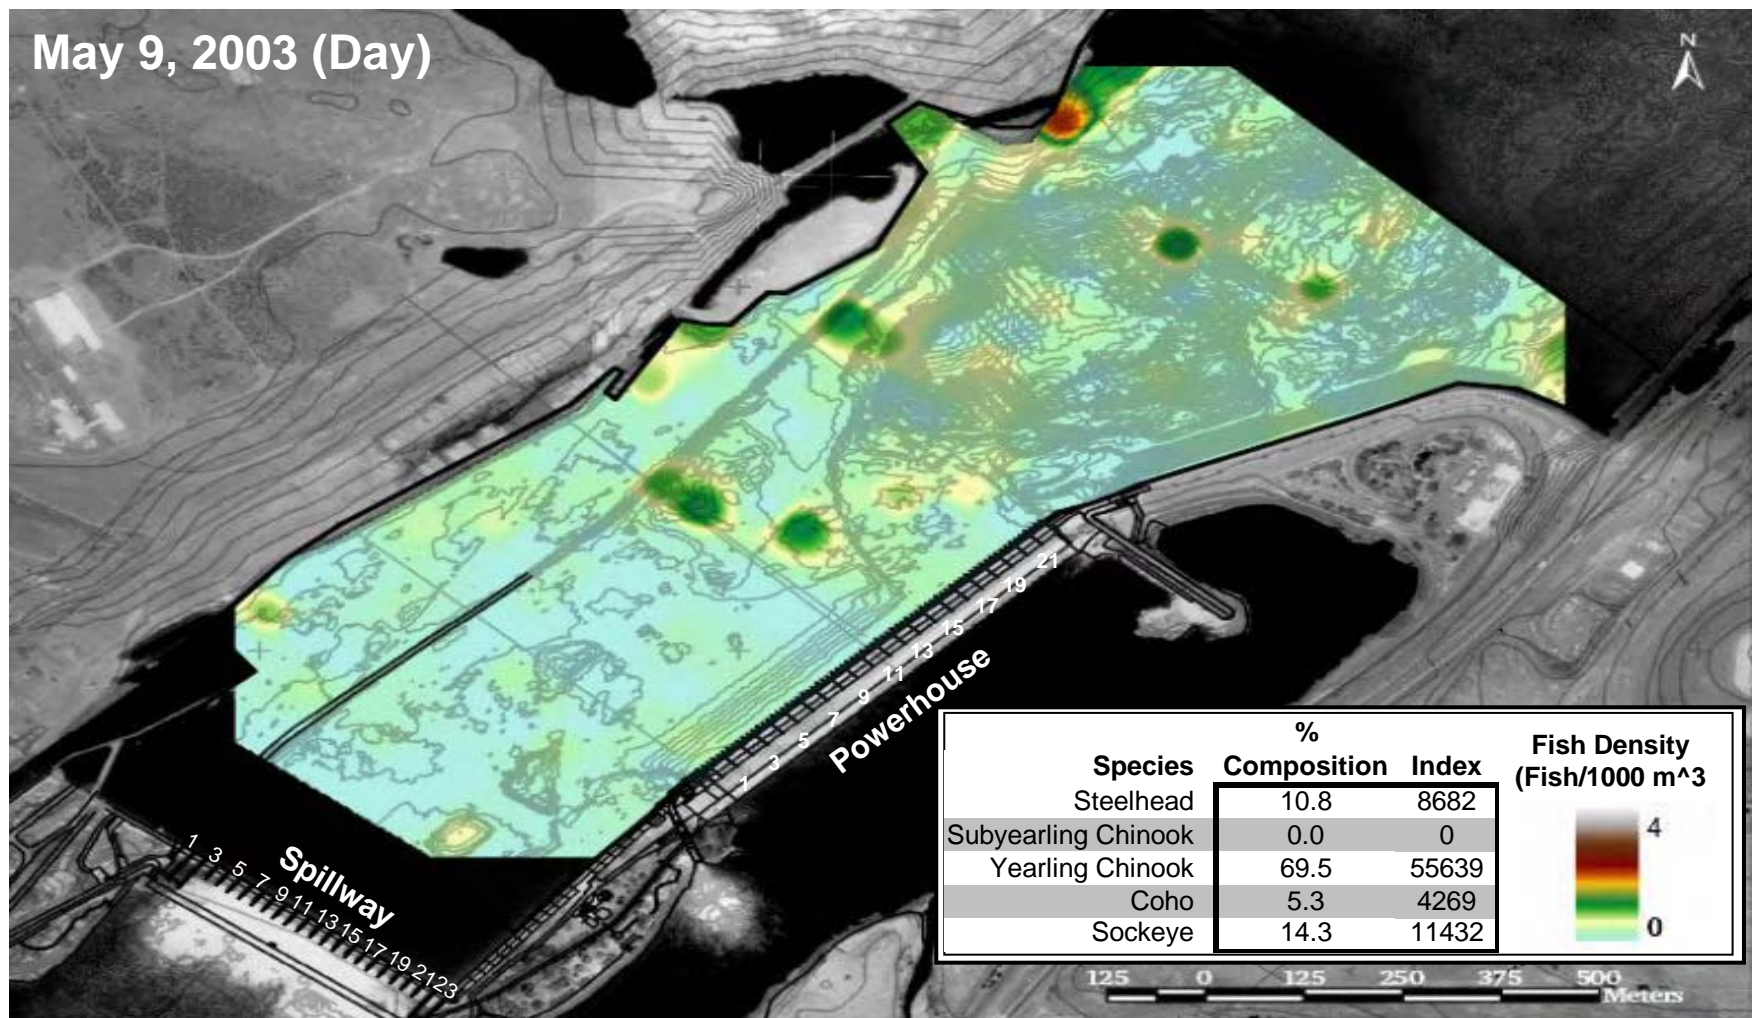 May 9, 2003 (Day)
N
21
19
17
15
13
11
9
7
5
3
1
Powerhouse
Spillway
1 3 5 7 9 11 13 15 17 19 21 23
%
Species Composition Index
Steelhead 10.8 8682
Subyearling Chinook 0.0 0
Yearling Chinook 69.5 55639
Coho 5.3 4269
Sockeye 14.3 11432
Fish Density
(Fish/1000 m^3
4
0
125 0 125 250 375 500
Meters